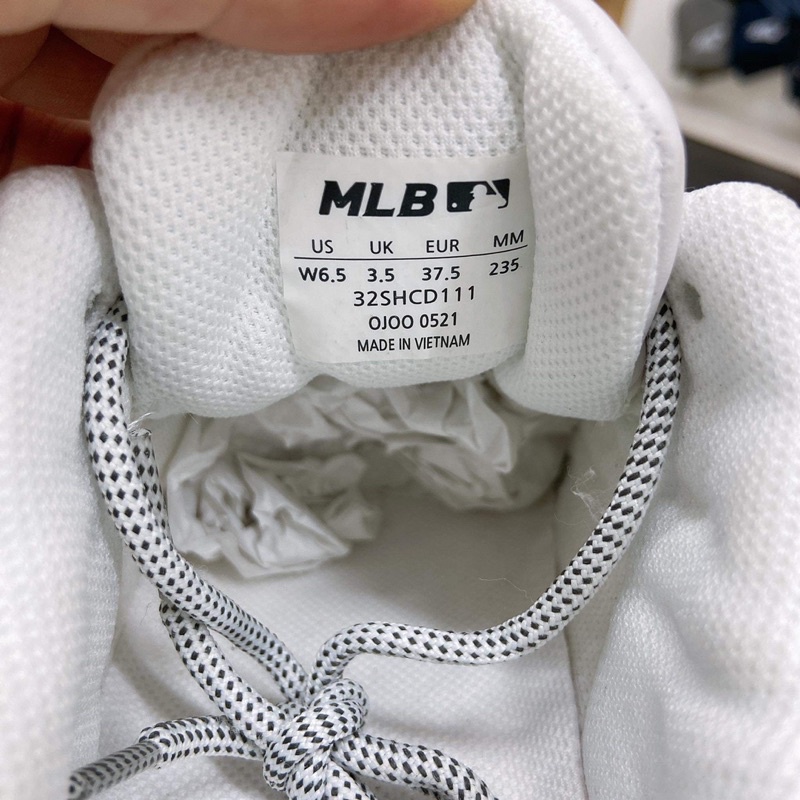 MLB
US UK EUR MM
W6.5 3.5 37.5 235
32SHCD111
OJOO 0521
MADE IN VIETNAM